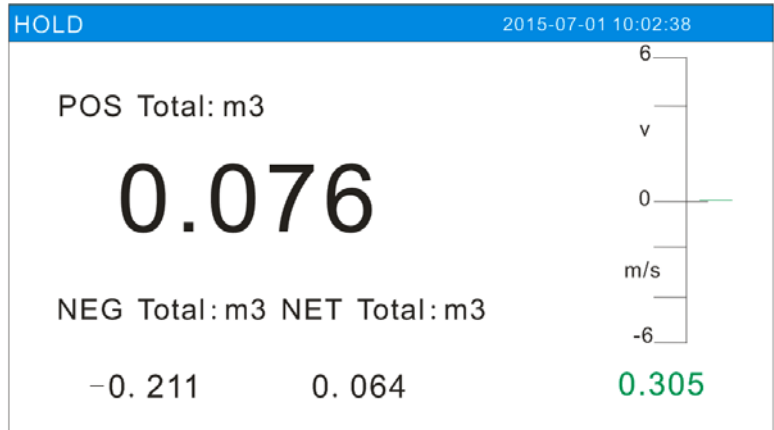 HOLD 2015-07-01 10:02:38
6
POS Total: m3
v
0.076
0
m/s
NEG Total: m3 NET Total: m3
-6
-0. 211 0. 064 0.305